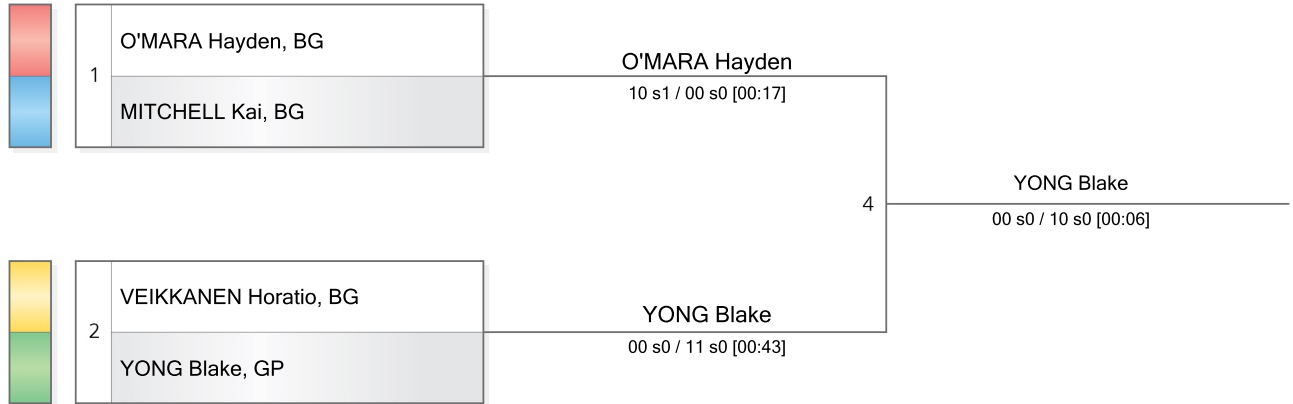 O'MARA Hayden, BG
1
MITCHELL Kai, BG
O'MARA Hayden
10 s1 / 00 s0 [00:17]
4
YONG Blake
00 s0 / 10 s0 [00:06]
VEIKKANEN Horatio, BG
2
YONG Blake, GP
YONG Blake
00 s0 / 11 s0 [00:43]